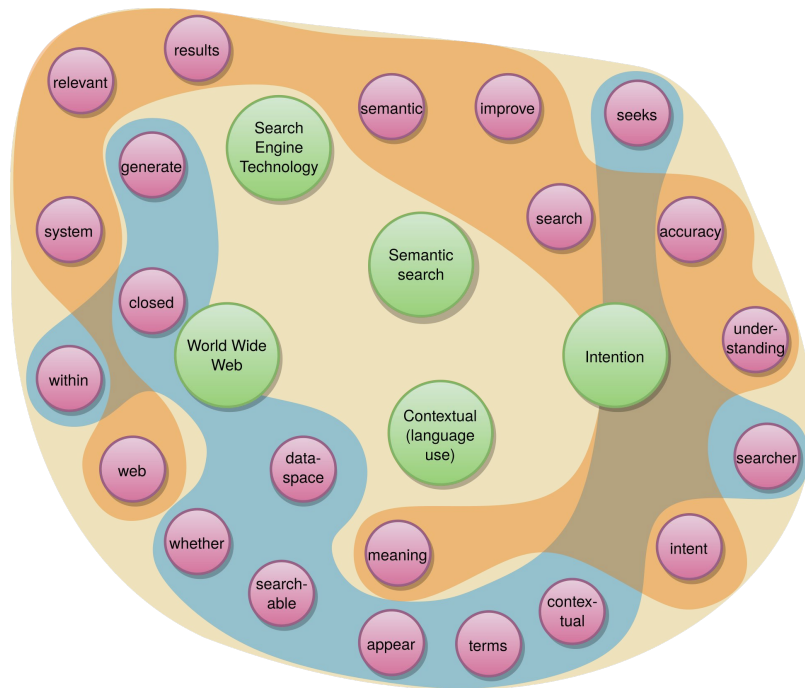 results
relevant
semantic
improve
seeks
Search
Engine
Technology
generate
search
system
accuracy
Semantic
search
closed
under-
standing
World Wide
Web
Intention
within
Contextual
(language
use)
web
data-
space
searcher
whether
meaning
intent
search-
able
contex-
tual
appear
terms